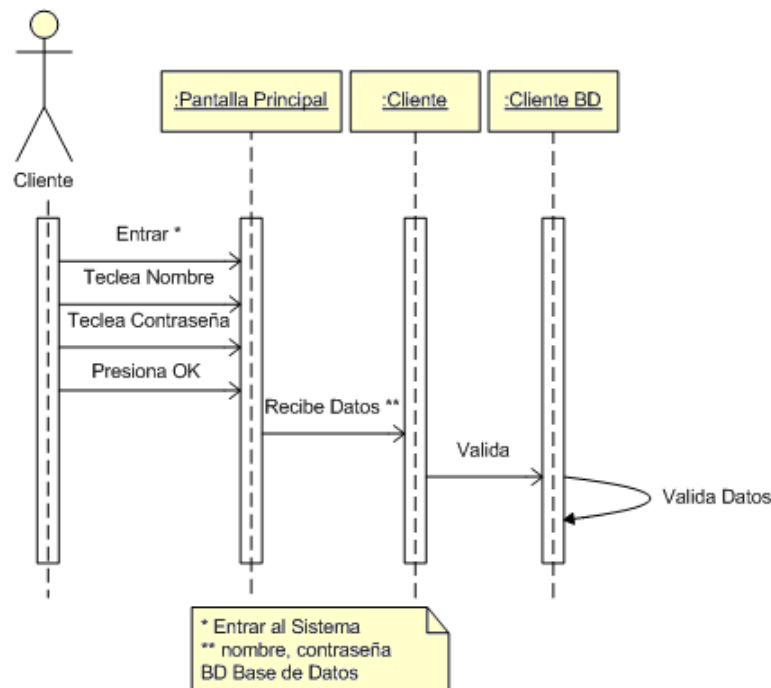 :Pantalla Principal
:Cliente
:Cliente BD
Cliente
Entrar *
Teclea Nombre
Teclea Contraseña
Presiona OK
Recibe Datos **
Valida
Valida Datos
* Entrar al Sistema
** nombre, contraseña
BD Base de Datos